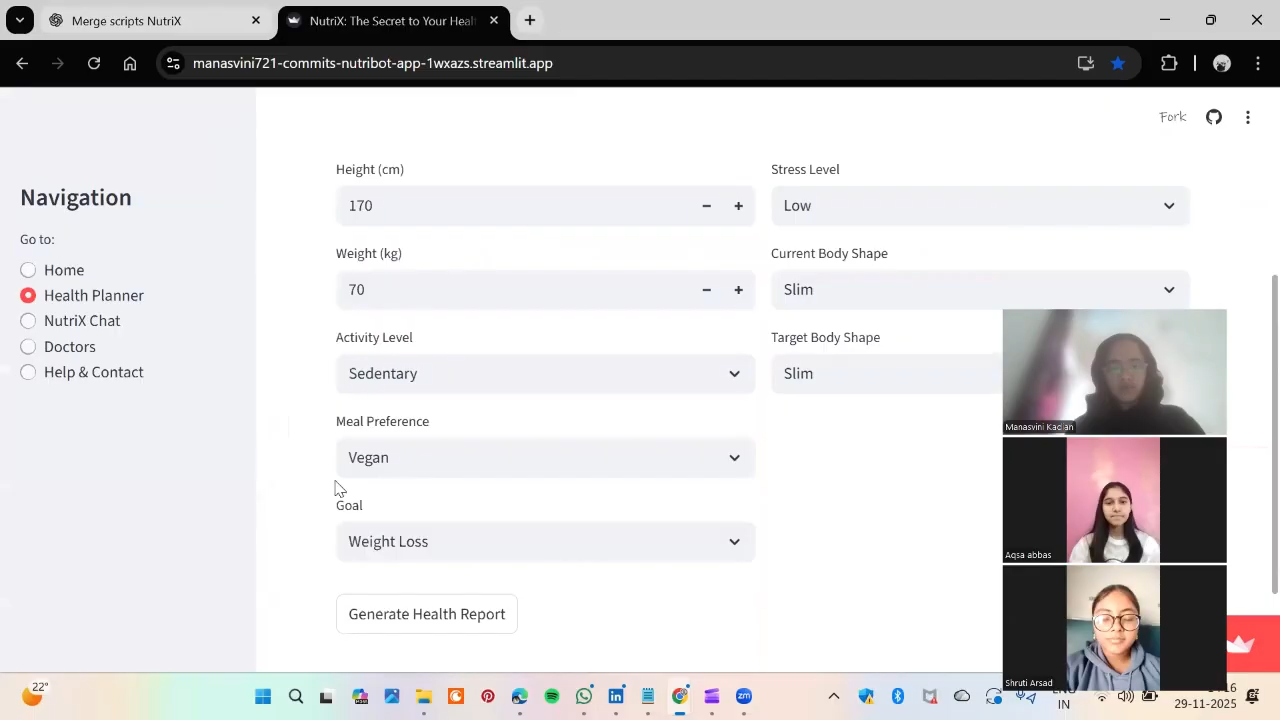 Merge scripts NutriX
NutriX: The Secret to Your Heal
manasvini721-commits-nutribot-app-1wxazs.streamlit.app
Fork
Navigation
Go to:
Home
Health Planner
NutriX Chat
Doctors
Help & Contact
Height (cm)
170
Stress Level
Low
Weight (kg)
70
Current Body Shape
Slim
Activity Level
Sedentary
Target Body Shape
Slim
Meal Preference
Vegan
Goal
Weight Loss
Generate Health Report
Manasvini Kadian
Aqsa abbas
Shruti Arsad
22°
ENG
IN
16
29-11-2025